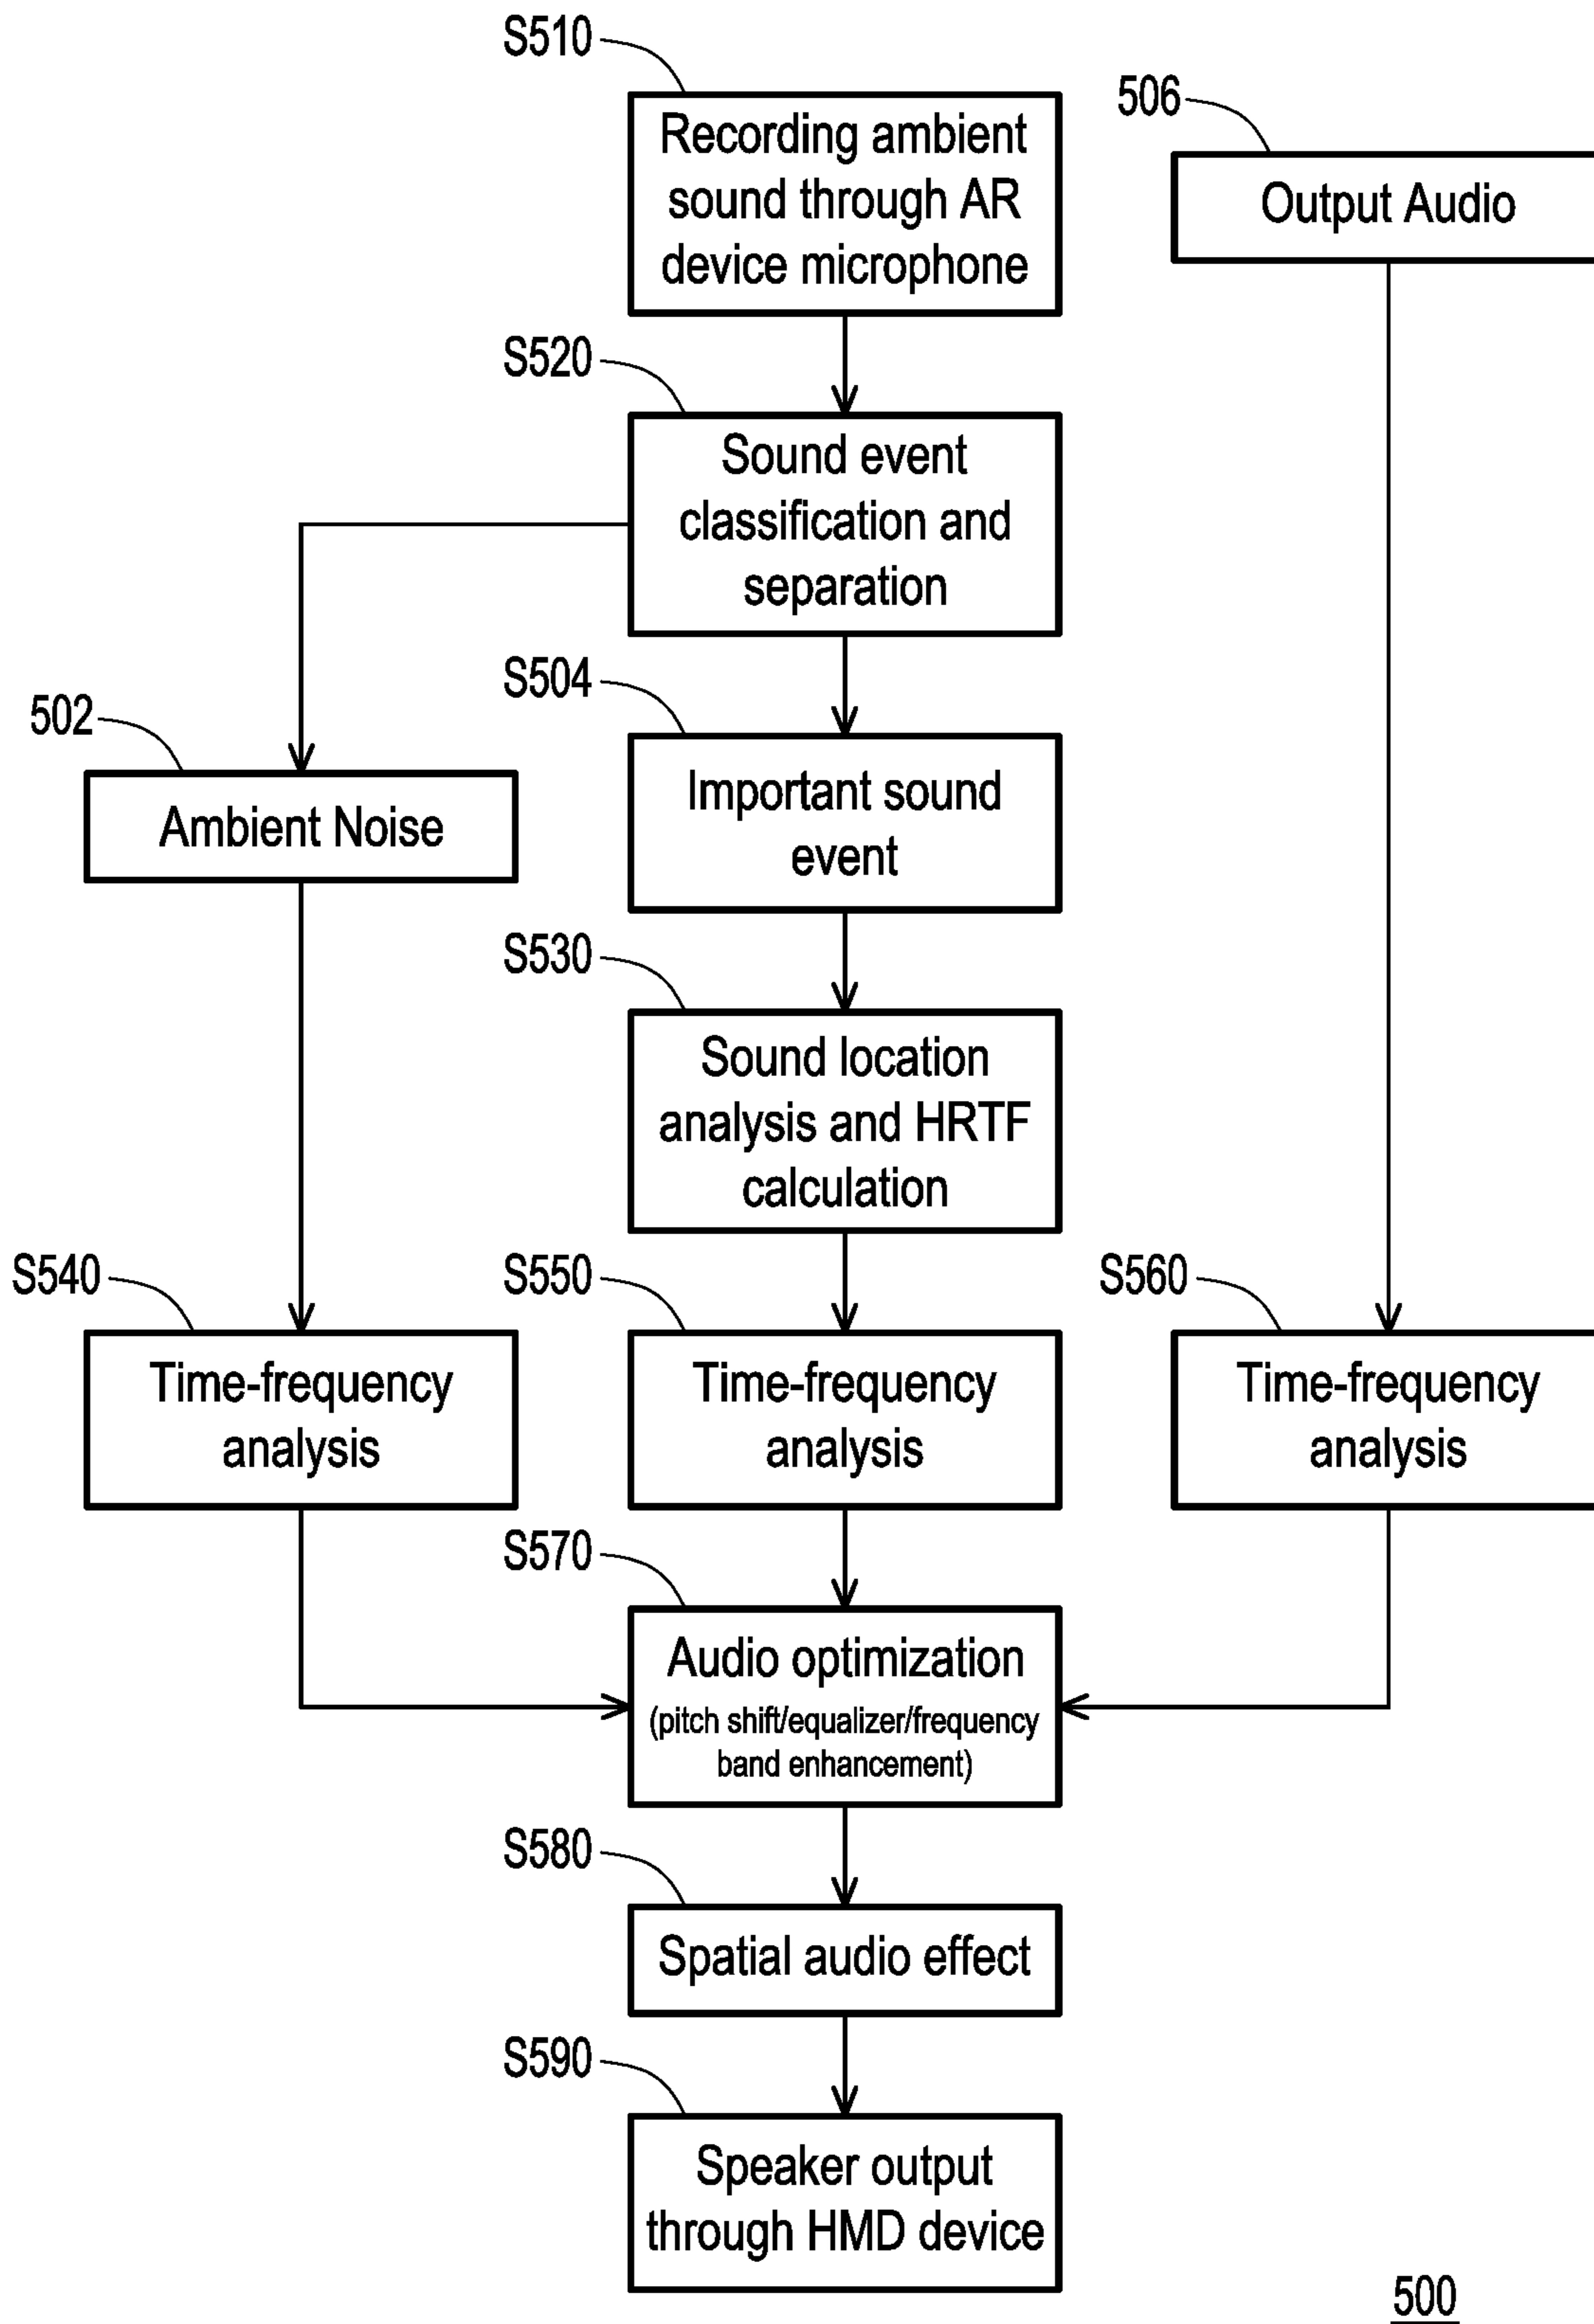 S510
Recording ambient
sound through AR
device microphone
506
Output Audio
S520
Sound event
classification and
separation
502
Ambient Noise
S504
Important sound
event
S530
Sound location
analysis and HRTF
calculation
S540
Time-frequency
analysis
S550
Time-frequency
analysis
S560
Time-frequency
analysis
S570
Audio optimization
(pitch shift/equalizer/frequency
band enhancement)
S580
Spatial audio effect
S590
Speaker output
through HMD device
500